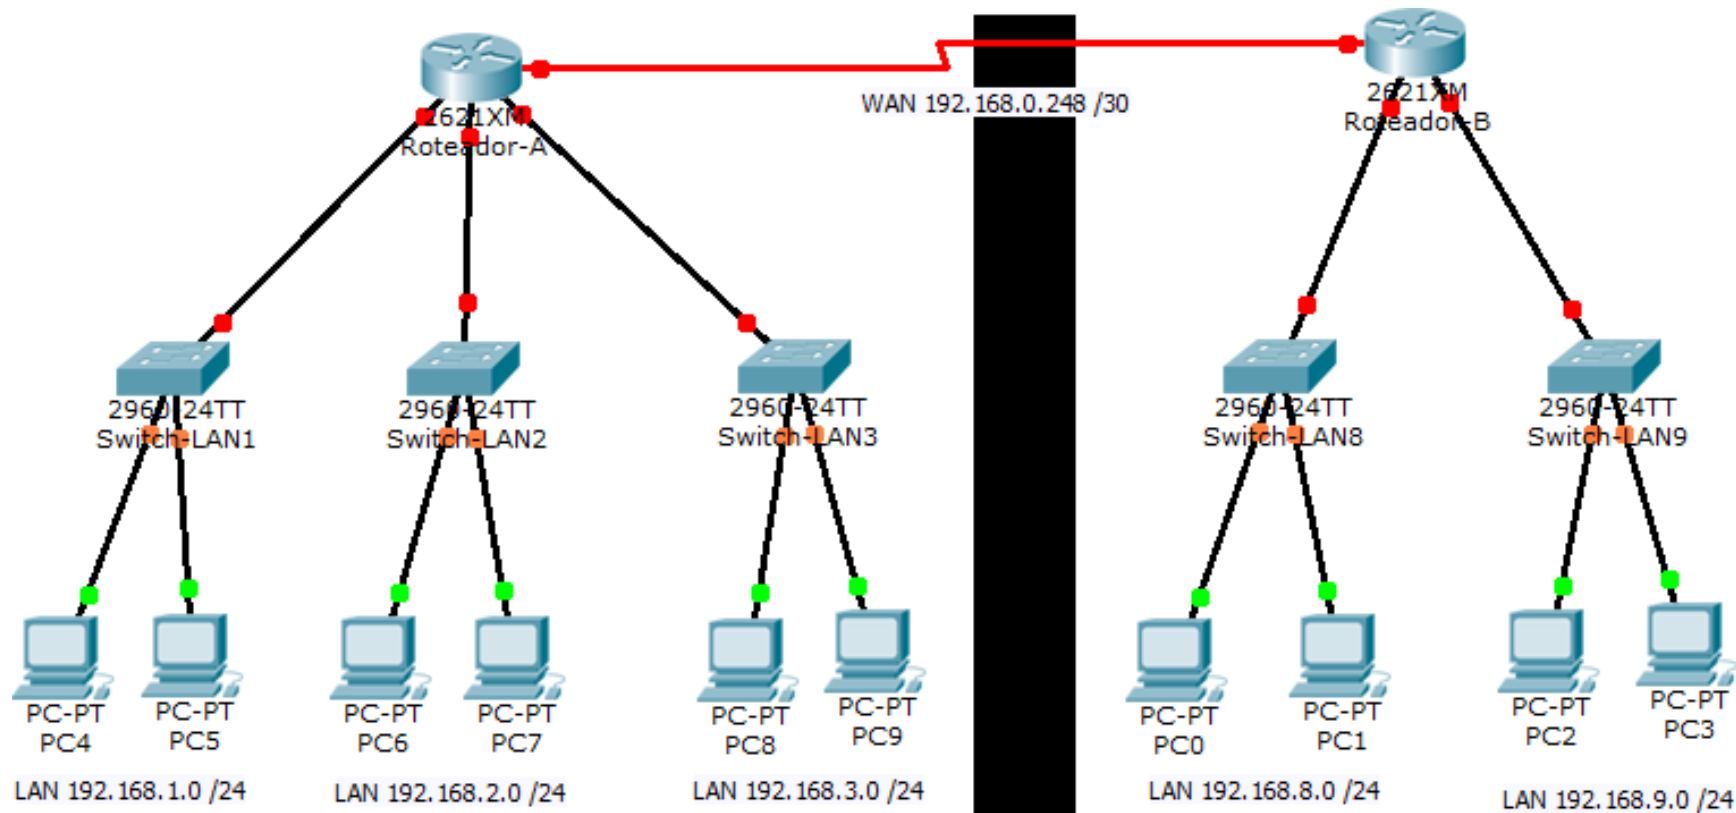 2621XM
Roteador-A
WAN 192.168.0.248 /30
2621XM
Roteador-B
2960-24TT
Switch-LAN1
2960-24TT
Switch-LAN2
2960-24TT
Switch-LAN3
2960-24TT
Switch-LAN8
2960-24TT
Switch-LAN9
PC-PT
PC4
PC-PT
PC5
PC-PT
PC6
PC-PT
PC7
PC-PT
PC8
PC-PT
PC9
PC-PT
PC0
PC-PT
PC1
PC-PT
PC2
PC-PT
PC3
LAN 192.168.1.0 /24
LAN 192.168.2.0 /24
LAN 192.168.3.0 /24
LAN 192.168.8.0 /24
LAN 192.168.9.0 /24